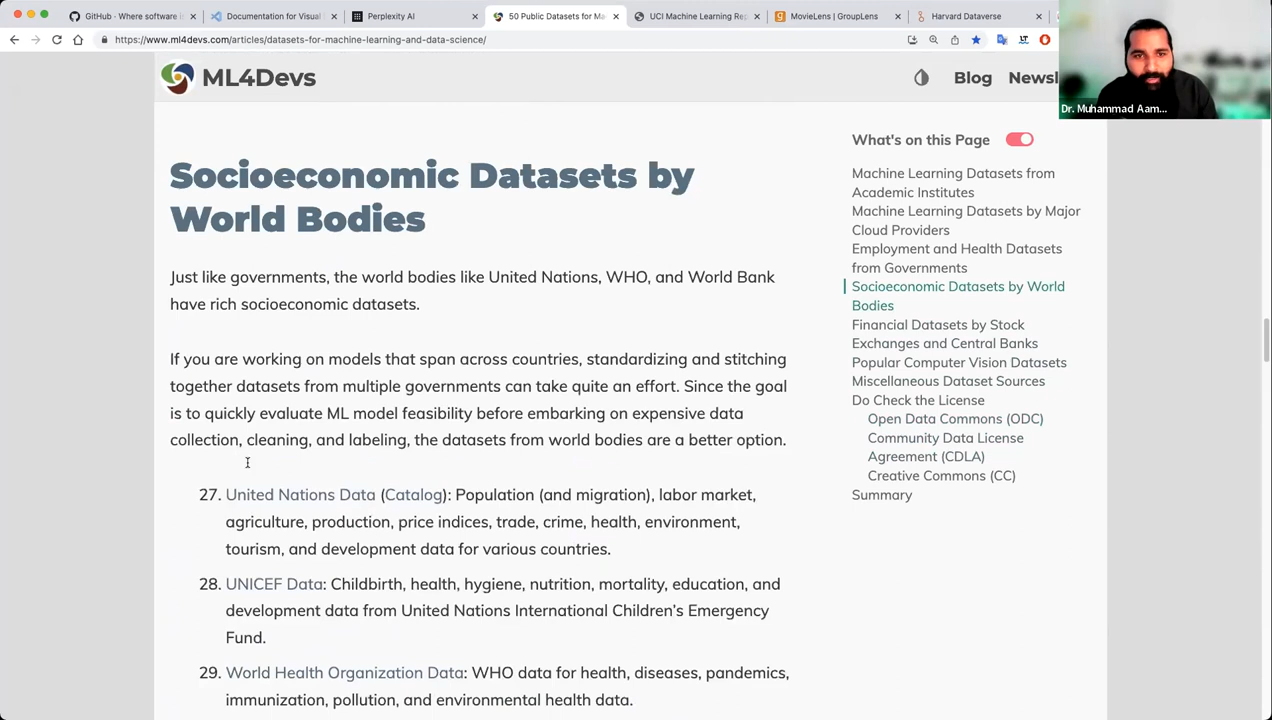 GitHub · Where software is
Documentation for Visual
Perplexity AI
50 Public Datasets for Ma
UCI Machine Learning Rep
MovieLens | GroupLens
Harvard Dataverse
https://www.ml4devs.com/articles/datasets-for-machine-learning-and-data-science/
ML4Devs
Blog
Newsl
Dr. Muhammad Aam...
Socioeconomic Datasets by
World Bodies
Just like governments, the world bodies like United Nations, WHO, and World Bank
have rich socioeconomic datasets.
If you are working on models that span across countries, standardizing and stitching
together datasets from multiple governments can take quite an effort. Since the goal
is to quickly evaluate ML model feasibility before embarking on expensive data
collection, cleaning, and labeling, the datasets from world bodies are a better option.
27. United Nations Data (Catalog): Population (and migration), labor market,
agriculture, production, price indices, trade, crime, health, environment,
tourism, and development data for various countries.
28. UNICEF Data: Childbirth, health, hygiene, nutrition, mortality, education, and
development data from United Nations International Children's Emergency
Fund.
29. World Health Organization Data: WHO data for health, diseases, pandemics,
immunization, pollution, and environmental health data.
What's on this Page
Machine Learning Datasets from
Academic Institutes
Machine Learning Datasets by Major
Cloud Providers
Employment and Health Datasets
from Governments
Socioeconomic Datasets by World
Bodies
Financial Datasets by Stock
Exchanges and Central Banks
Popular Computer Vision Datasets
Miscellaneous Dataset Sources
Do Check the License
Open Data Commons (ODC)
Community Data License
Agreement (CDLA)
Creative Commons (CC)
Summary